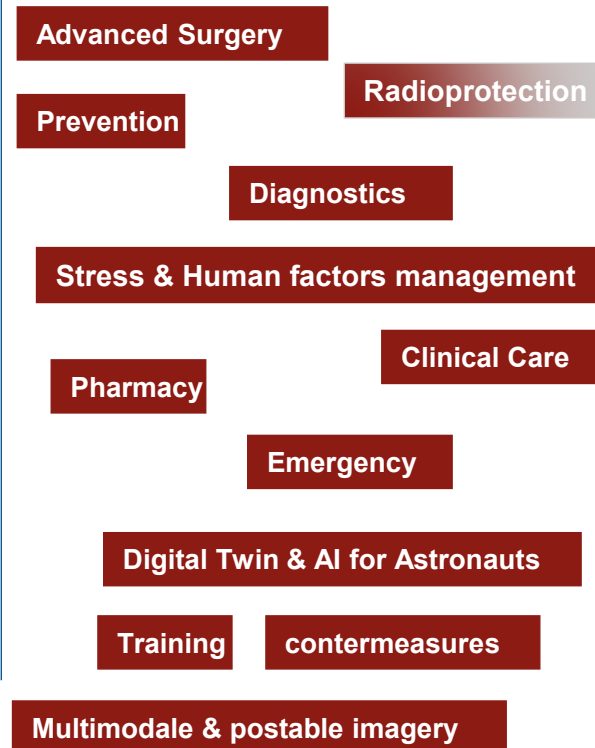 Advanced Surgery
Radioprotection
Prevention
Diagnostics
Stress & Human factors management
Clinical Care
Pharmacy
Emergency
Digital Twin & AI for Astronauts
Training
contermeasures
Multimodale & postable imagery